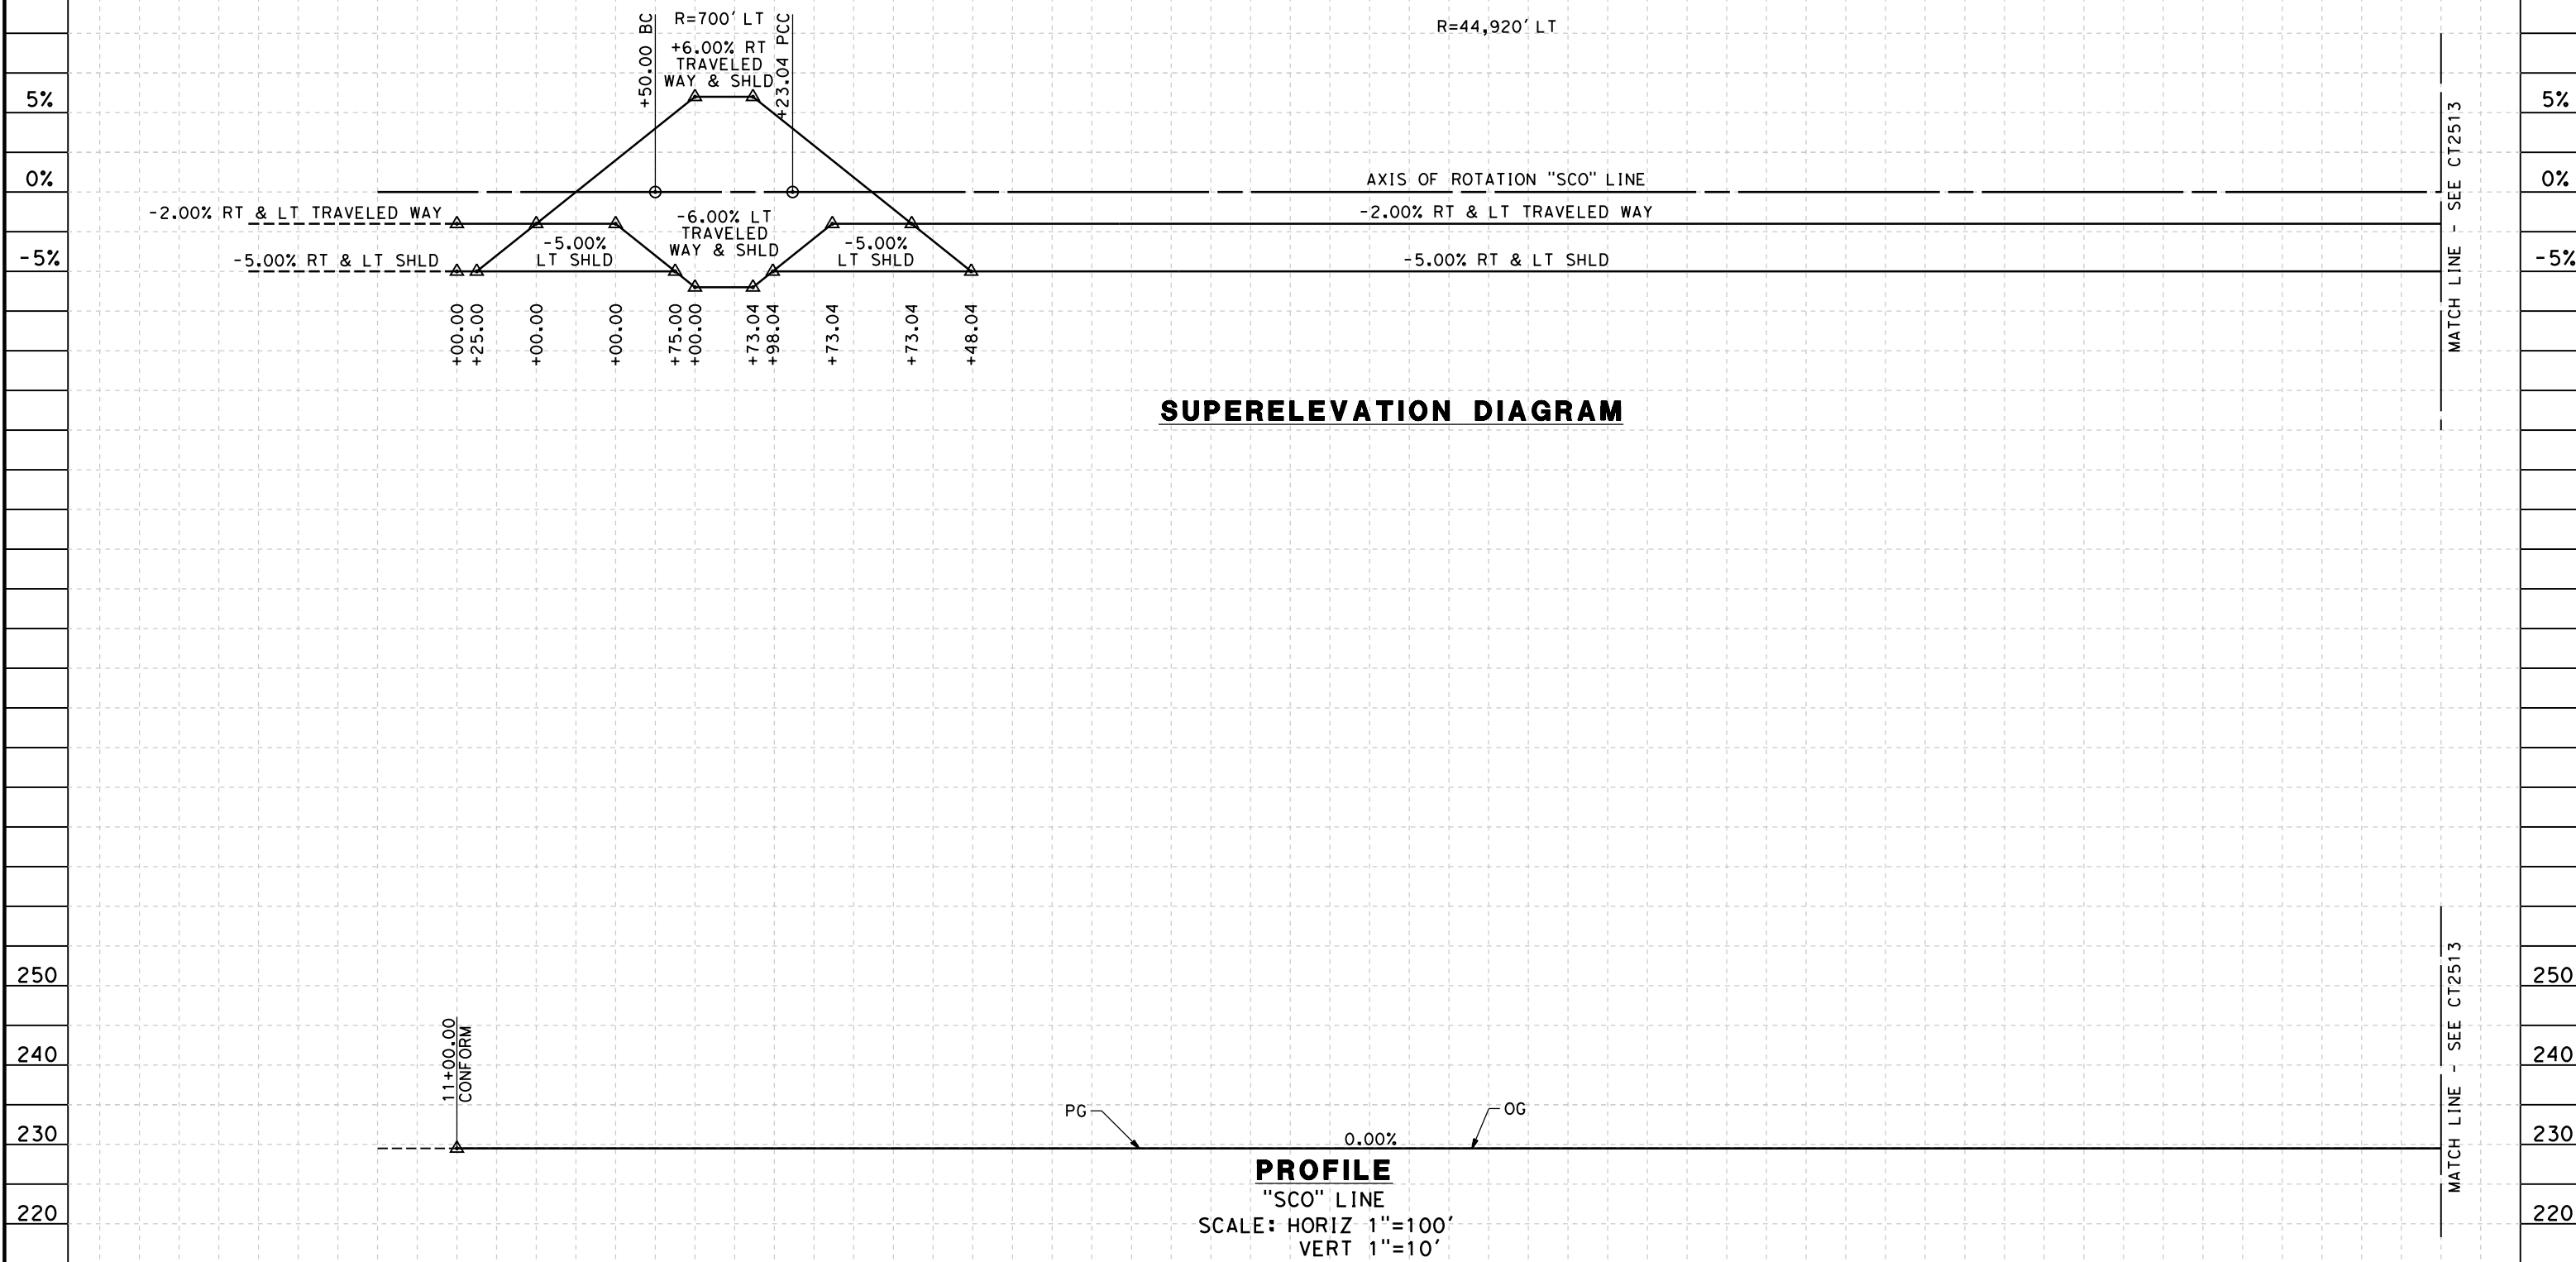 +50.00 BC
R=700' LT
+6.00% RT
TRAVELED
WAY & SHLD
+23.04 PCC
R=44,920' LT
5%
5%
0%
0%
AXIS OF ROTATION "SCO" LINE
-2.00% RT & LT TRAVELED WAY
-6.00% LT
TRAVELED
WAY & SHLD
-2.00% RT & LT TRAVELED WAY
-5%
-5%
-5.00% RT & LT SHLD
-5.00%
LT SHLD
-5.00%
LT SHLD
-5.00% RT & LT SHLD
MATCH LINE - SEE CT2513
+00.00
+25.00
+00.00
+00.00
+75.00
+00.00
+73.04
+98.04
+73.04
+73.04
+48.04
SUPERELEVATION DIAGRAM
250
250
240
240
230
230
220
220
11+00.00
CONFORM
PG
0.00%
OG
MATCH LINE - SEE CT2513
PROFILE
"SCO" LINE
SCALE: HORIZ 1"=100'
VERT 1"=10'